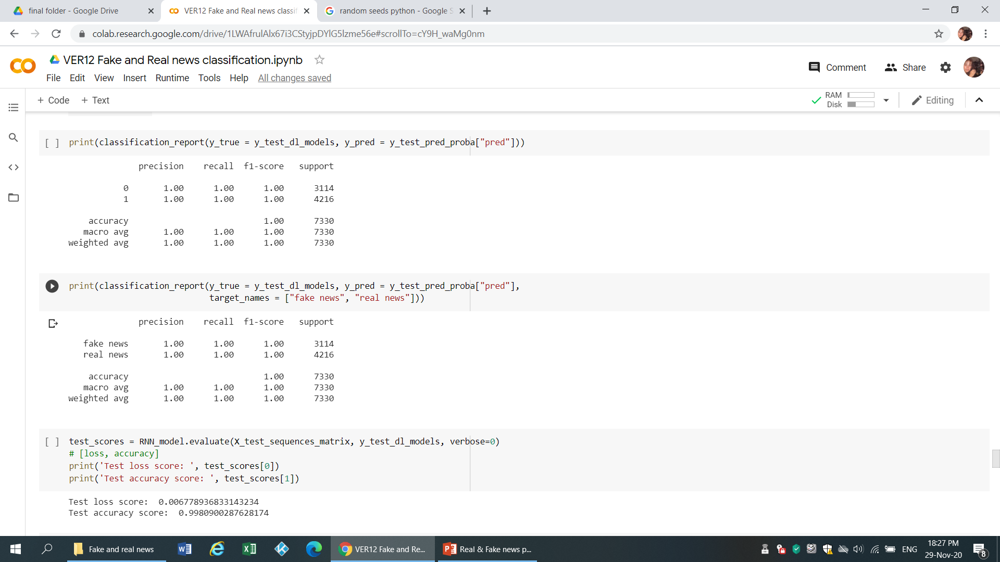 final folder - Google Drive
VER12 Fake and Real news classif
random seeds python - Google S
colab.research.google.com/drive/1LWAfrulAlx67i3CStyjpDYlG5lzme56e#scrollTo=cY9H_waMg0nm
VER12 Fake and Real news classification.ipynb
Comment
Share
File Edit View Insert Runtime Tools Help All changes saved
+ Code + Text
RAM
Disk
Editing
[ ] print(classification_report(y_true = y_test_dl_models, y_pred = y_test_pred_proba["pred"]))
precision recall f1-score support
0 1.00 1.00 1.00 3114
1 1.00 1.00 1.00 4216
accuracy 1.00 7330
macro avg 1.00 1.00 1.00 7330
weighted avg 1.00 1.00 1.00 7330
print(classification_report(y_true = y_test_dl_models, y_pred = y_test_pred_proba["pred"],
target_names = ["fake news", "real news"]))
precision recall f1-score support
fake news 1.00 1.00 1.00 3114
real news 1.00 1.00 1.00 4216
accuracy 1.00 7330
macro avg 1.00 1.00 1.00 7330
weighted avg 1.00 1.00 1.00 7330
[ ] test_scores = RNN_model.evaluate(X_test_sequences_matrix, y_test_dl_models, verbose=0)
# [loss, accuracy]
print('Test loss score: ', test_scores[0])
print('Test accuracy score: ', test_scores[1])
Test loss score: 0.006778936833143234
Test accuracy score: 0.9980900287628174
Fake and real news
VER12 Fake and Re...
Real & Fake news p...
ENG
18:27 PM
29-Nov-20
8